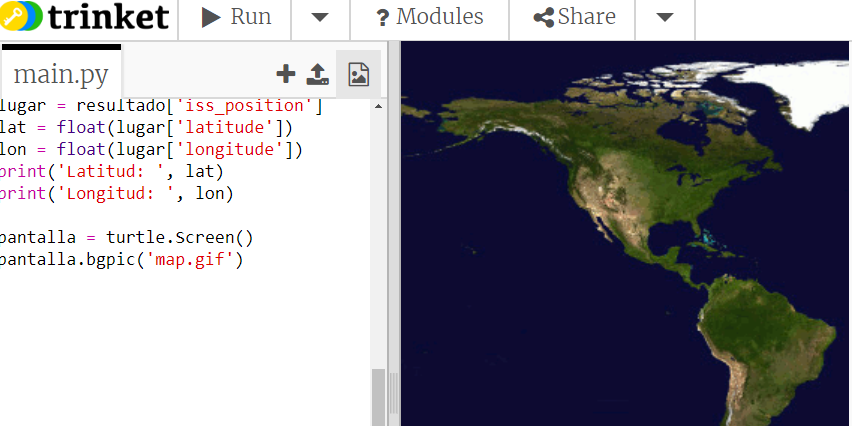 trinket
Run
? Modules
Share
main.py
lugar = resultado['iss_position']
lat = float(lugar['latitude'])
lon = float(lugar['longitude'])
print('Latitud: ', lat)
print('Longitud: ', lon)
pantalla = turtle.Screen()
pantalla.bgpic('map.gif')